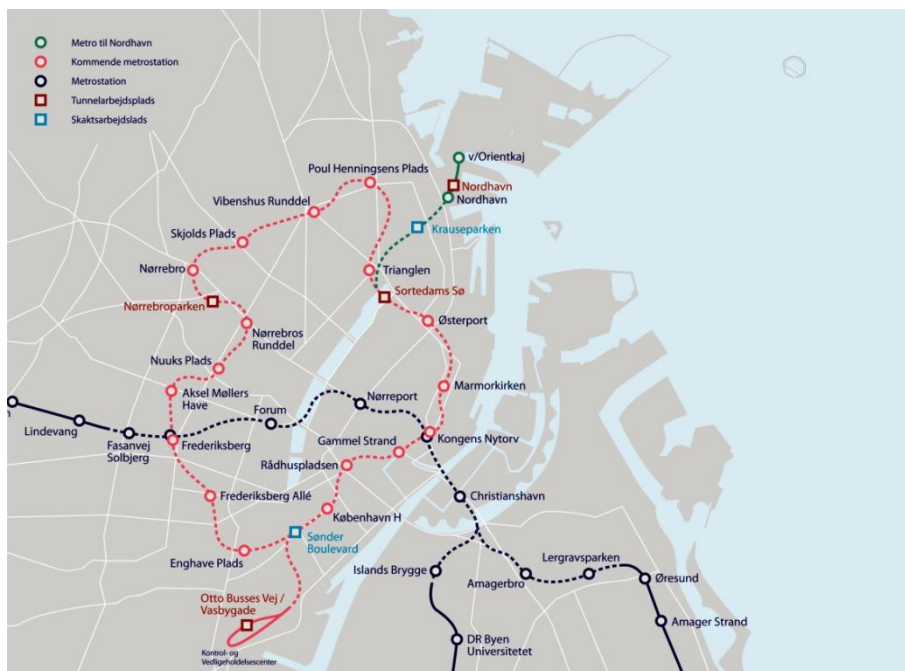 Metro til Nordhavn
Kommende metrostation
Metrostation
Tunnelarbejdsplads
Skaktsarbejdslads
v/Orientkaj
Poul Henningsens Plads
Nordhavn
Nordhavn
Vibenshus Runddel
Krauseparken
Skjolds Plads
Nørrebro
Trianglen
Sortedams Sø
Nørrebroparken
Østerport
Nørrebros
Runddel
Nuuks Plads
Marmorkirken
Aksel Møllers
Have
Nørreport
n
Forum
Lindevang
Fasanvej
Solbjerg
Frederiksberg
Gammel Strand
Kongens Nytorv
Rådhuspladsen
Frederiksberg Allé
Christianshavn
København H
Sønder
Boulevard
Enghave Plads
Islands Brygge
Lergravsparken
Amagerbro
Øresund
Otto Busses Vej /
Vasbygade
Amager Strand
DR Byen
Universitetet
Kontrol- og
Vedligeholdelsescenter